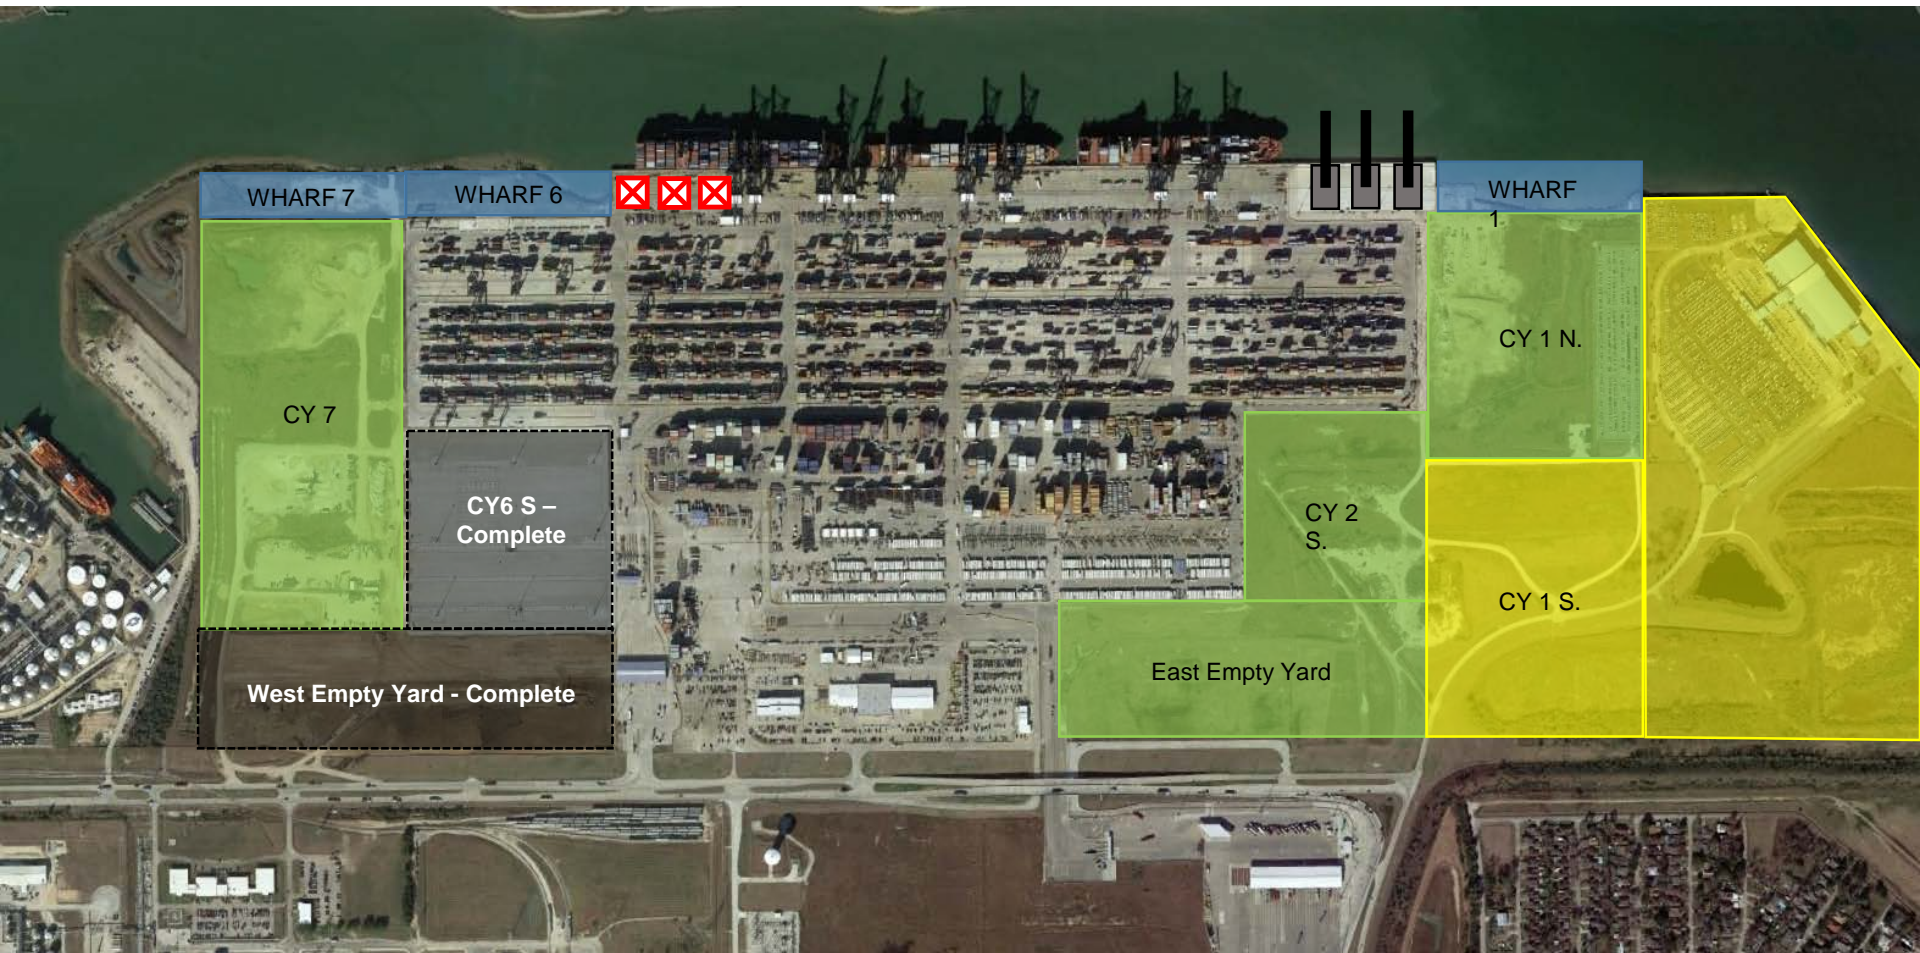 WHARF 7
WHARF 6
WHARF
1
CY 1 N.
CY 7
CY6 S –
Complete
CY 2
S.
CY 1 S.
East Empty Yard
West Empty Yard - Complete